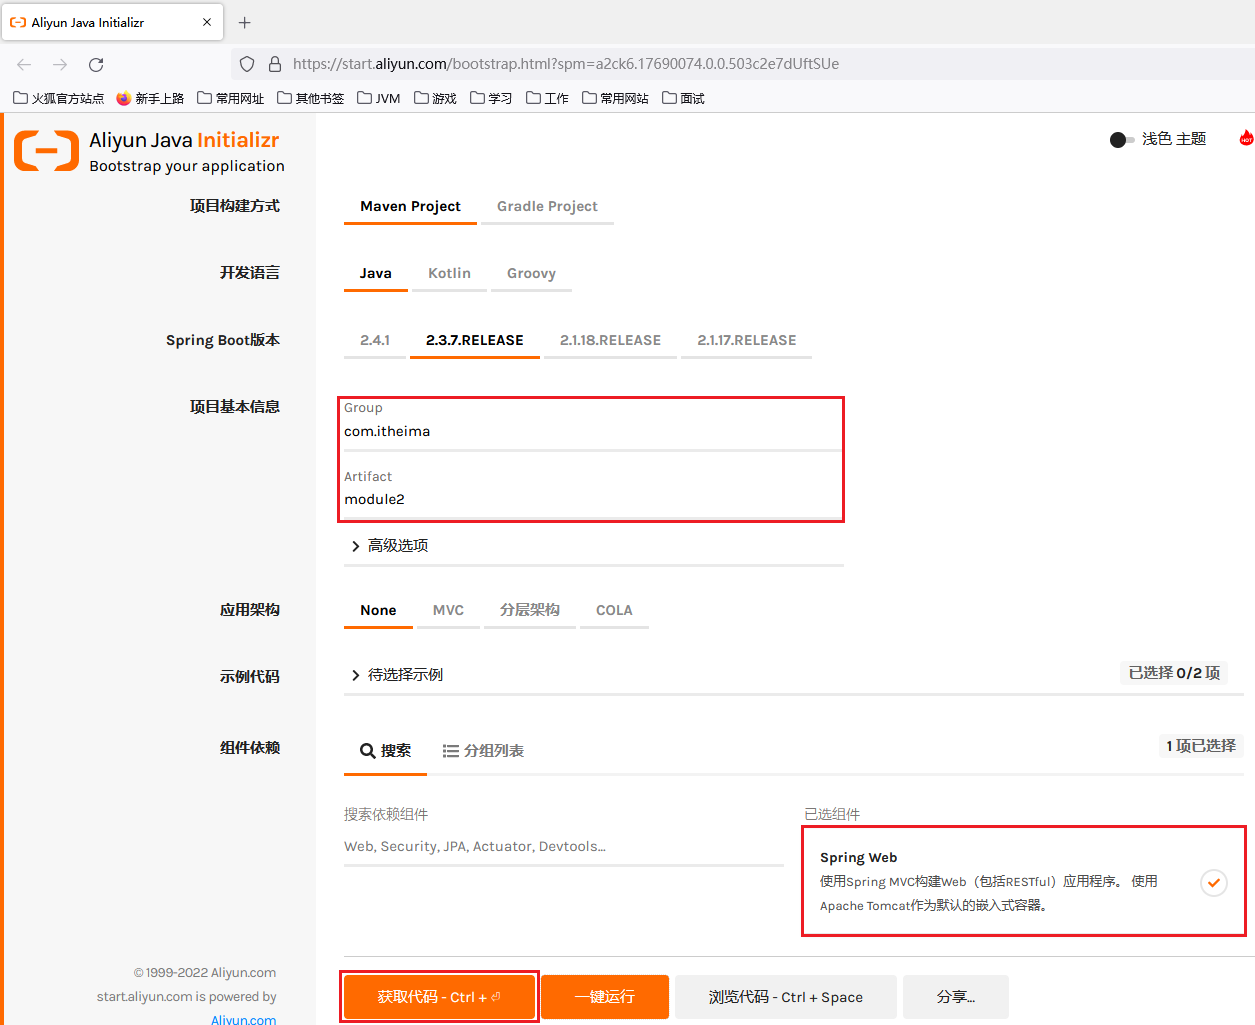 Aliyun Java Initializr
https://start.aliyun.com/bootstrap.html?spm=a2ck6.17690074.0.0.503c2e7dUftSUe
火狐官方站点 新手上路 常用网址 其他书签 JVM 游戏 学习 工作 常用网站 面试
Aliyun Java Initializr
Bootstrap your application
浅色 主题
HOT
项目构建方式
Maven Project Gradle Project
开发语言
Java Kotlin Groovy
Spring Boot版本
2.4.1 2.3.7.RELEASE 2.1.18.RELEASE 2.1.17.RELEASE
项目基本信息
Group
com.itheima
Artifact
module2
高级选项
应用架构
None MVC 分层架构 COLA
示例代码
待选择示例
已选择 0/2 项
组件依赖
搜索 分组列表
1 项已选择
搜索依赖组件
Web, Security, JPA, Actuator, Devtools...
已选组件
Spring Web
使用Spring MVC构建Web（包括RESTful）应用程序。 使用
Apache Tomcat作为默认的嵌入式容器。
© 1999-2022 Aliyun.com
start.aliyun.com is powered by
Aliyun.com
获取代码 - Ctrl + ⏎ 一键运行 浏览代码 - Ctrl + Space 分享...